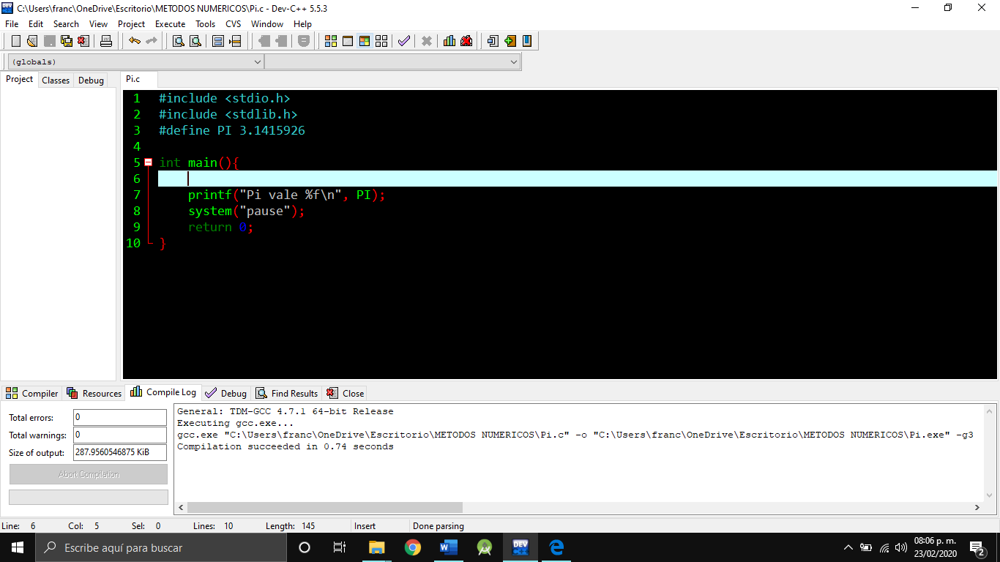 C:\Users\franc\OneDrive\Escritorio\METODOS NUMERICOS\Pi.c - Dev-C++ 5.5.3
File Edit Search View Project Execute Tools CVS Window Help
(globals)
Project Classes Debug Pi.c
1 #include <stdio.h>
2 #include <stdlib.h>
3 #define PI 3.1415926
4
5 int main(){
6
7 printf("Pi vale %f\n", PI);
8 system("pause");
9 return 0;
10 }
Compiler Resources Compile Log Debug Find Results Close
Total errors: 0
Total warnings: 0
Size of output: 287.9560546875 KiB
Abort Compilation
General: TDM-GCC 4.7.1 64-bit Release
Executing gcc.exe...
gcc.exe "C:\Users\franc\OneDrive\Escritorio\METODOS NUMERICOS\Pi.c" -o "C:\Users\franc\OneDrive\Escritorio\METODOS NUMERICOS\Pi.exe" -g3
Compilation succeeded in 0.74 seconds
Line: 6 Col: 5 Sel: 0 Lines: 10 Length: 145 Insert Done parsing
Escribe aquí para buscar
DEV C++
08:06 p. m.
23/02/2020
2